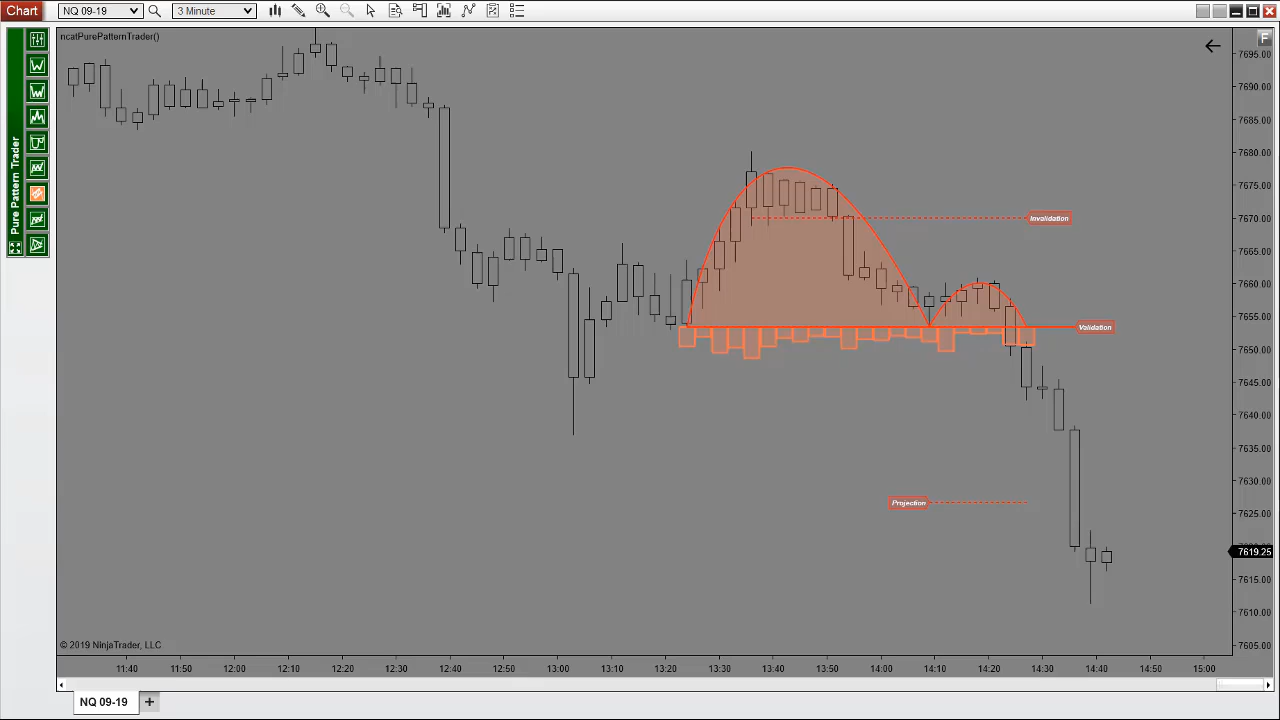 Chart NQ 09-19 3 Minute
ncatPurePatternTrader()
F
Pure Pattern Trader
7695.00
7690.00
7685.00
7680.00
7675.00
7670.00
7665.00
7660.00
7655.00
7650.00
7645.00
7640.00
7635.00
7630.00
7625.00
7619.25
7615.00
7610.00
7605.00
Invalidation
Validation
Projection
© 2019 NinjaTrader, LLC
11:40 11:50 12:00 12:10 12:20 12:30 12:40 12:50 13:00 13:10 13:20 13:30 13:40 13:50 14:00 14:10 14:20 14:30 14:40 14:50 15:00
NQ 09-19 +